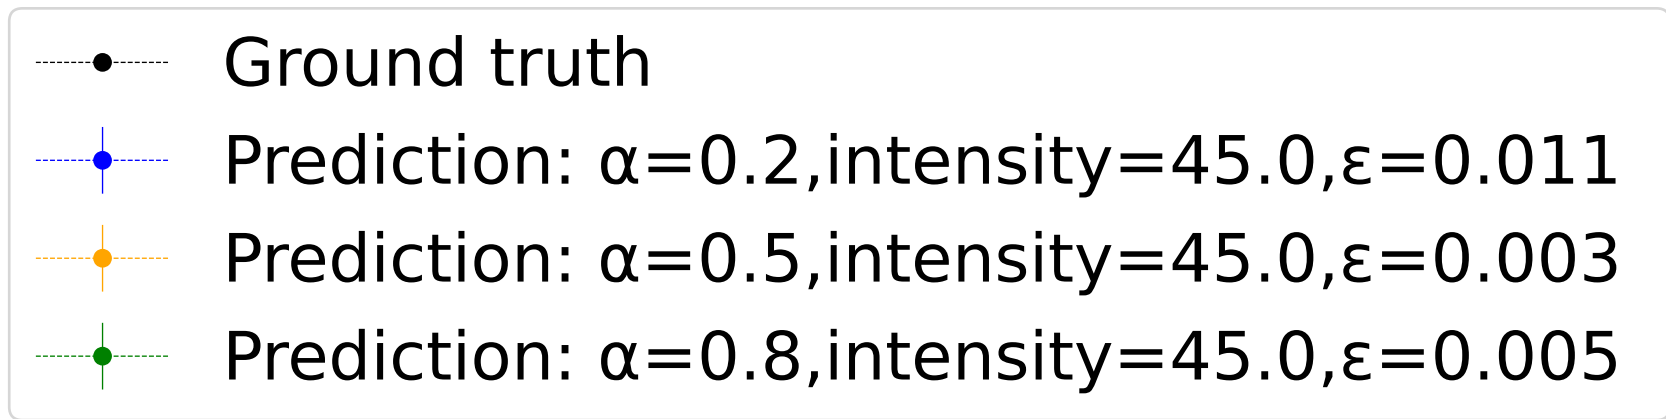 Ground truth
Prediction: α=0.2,intensity=45.0,ε=0.011
Prediction: α=0.5,intensity=45.0,ε=0.003
Prediction: α=0.8,intensity=45.0,ε=0.005